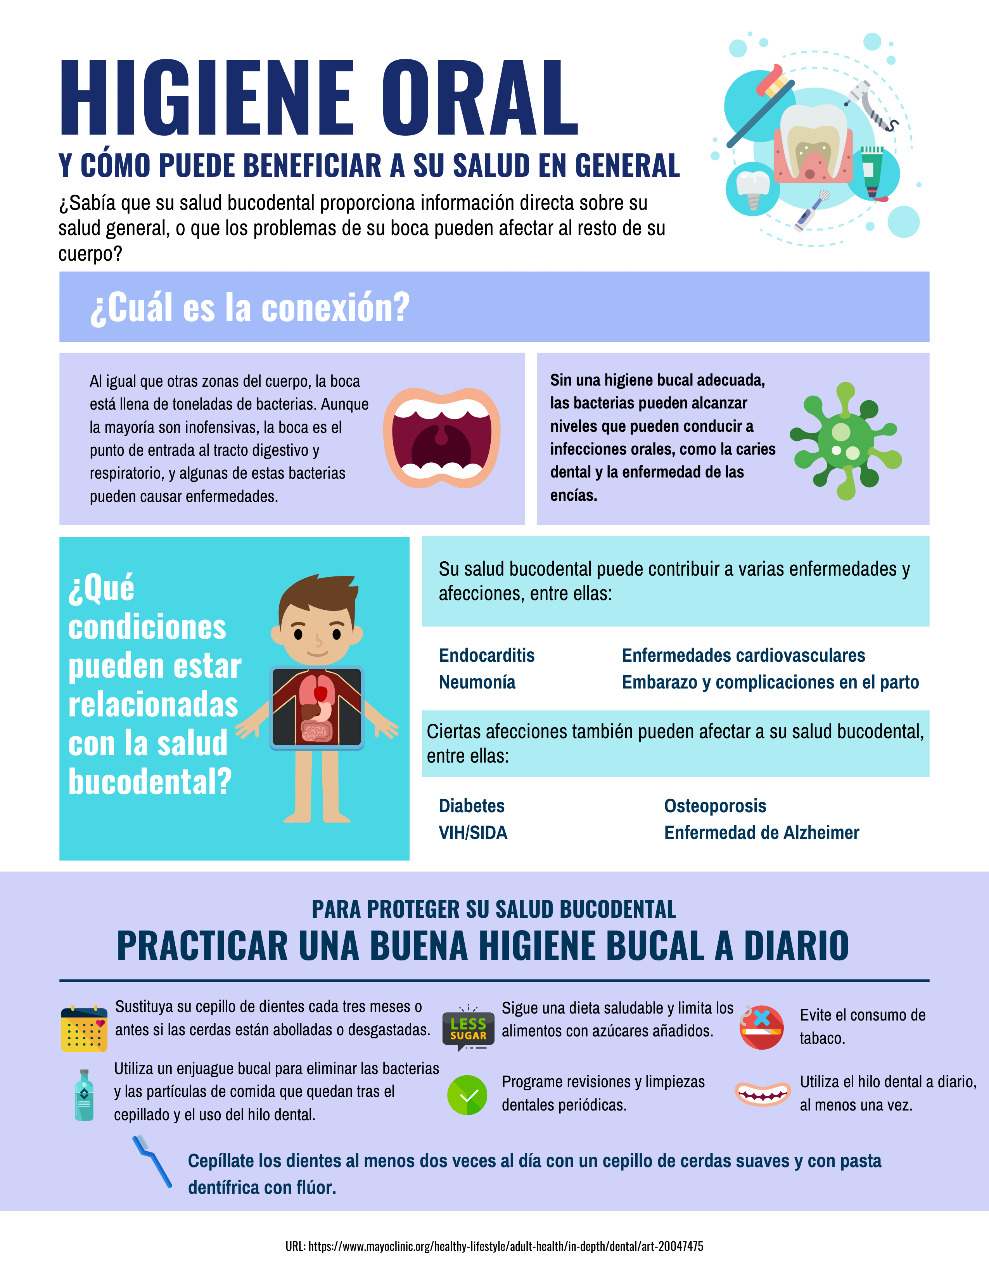 HIGIENE ORAL
Y CÓMO PUEDE BENEFICIAR A SU SALUD EN GENERAL
¿Sabía que su salud bucodental proporciona información directa sobre su
salud general, o que los problemas de su boca pueden afectar al resto de su
cuerpo?
¿Cuál es la conexión?
Al igual que otras zonas del cuerpo, la boca
está llena de toneladas de bacterias. Aunque
la mayoría son inofensivas, la boca es el
punto de entrada al tracto digestivo y
respiratorio, y algunas de estas bacterias
pueden causar enfermedades.
Sin una higiene bucal adecuada,
las bacterias pueden alcanzar
niveles que pueden conducir a
infecciones orales, como la caries
dental y la enfermedad de las
encías.
¿Qué
condiciones
pueden estar
relacionadas
con la salud
bucodental?
Su salud bucodental puede contribuir a varias enfermedades y
afecciones, entre ellas:
Endocarditis
Neumonía
Enfermedades cardiovasculares
Embarazo y complicaciones en el parto
Ciertas afecciones también pueden afectar a su salud bucodental,
entre ellas:
Diabetes
VIH/SIDA
Osteoporosis
Enfermedad de Alzheimer
PARA PROTEGER SU SALUD BUCODENTAL
PRACTICAR UNA BUENA HIGIENE BUCAL A DIARIO
Sustituya su cepillo de dientes cada tres meses o
antes si las cerdas están abolladas o desgastadas.
LESS
SUGAR
Sigue una dieta saludable y limita los
alimentos con azúcares añadidos.
Evite el consumo de
tabaco.
Utiliza un enjuague bucal para eliminar las bacterias
y las partículas de comida que quedan tras el
cepillado y el uso del hilo dental.
Programe revisiones y limpiezas
dentales periódicas.
Utiliza el hilo dental a diario,
al menos una vez.
Cepíllate los dientes al menos dos veces al día con un cepillo de cerdas suaves y con pasta
dentífrica con flúor.
URL: https://www.mayoclinic.org/healthy-lifestyle/adult-health/in-depth/dental/art-20047475